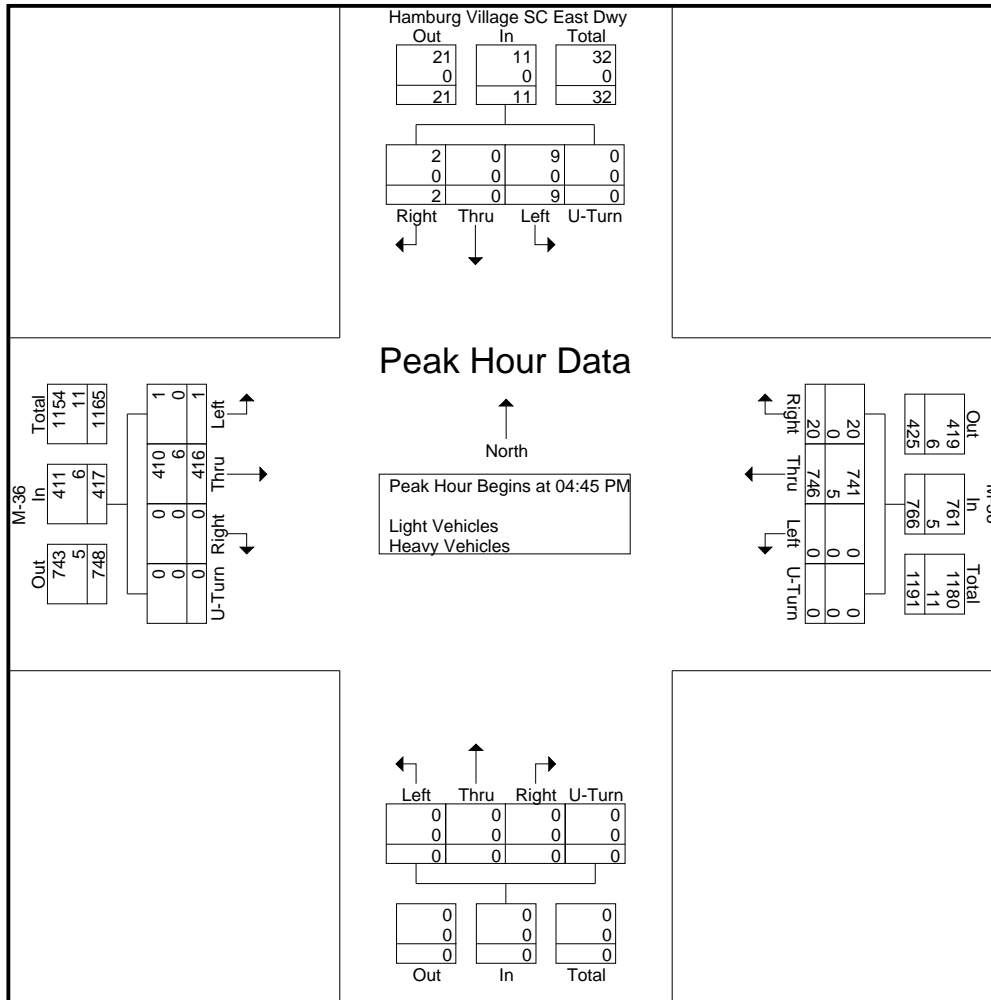 Hamburg Village SC East Dwy
Out In Total
21 11 32
0 0 0
21 11 32
2 0 9 0
0 0 0 0
2 0 9 0
Right Thru Left U-Turn
Peak Hour Data
North
Peak Hour Begins at 04:45 PM
Light Vehicles
Heavy Vehicles
M-36
Total In Out
1154 411 743
11 6 5
1165 417 748
1 410 0 0
0 6 0 0
1 416 0 0
Left Thru Right U-Turn
Out In Total
419 761 1180
6 5 11
425 766 1191
20 741 0 0
0 5 0 0
20 746 0 0
Right Thru Left U-Turn
Left Thru Right U-Turn
0 0 0 0
0 0 0 0
0 0 0 0
0 0 0
0 0 0
0 0 0
Out In Total